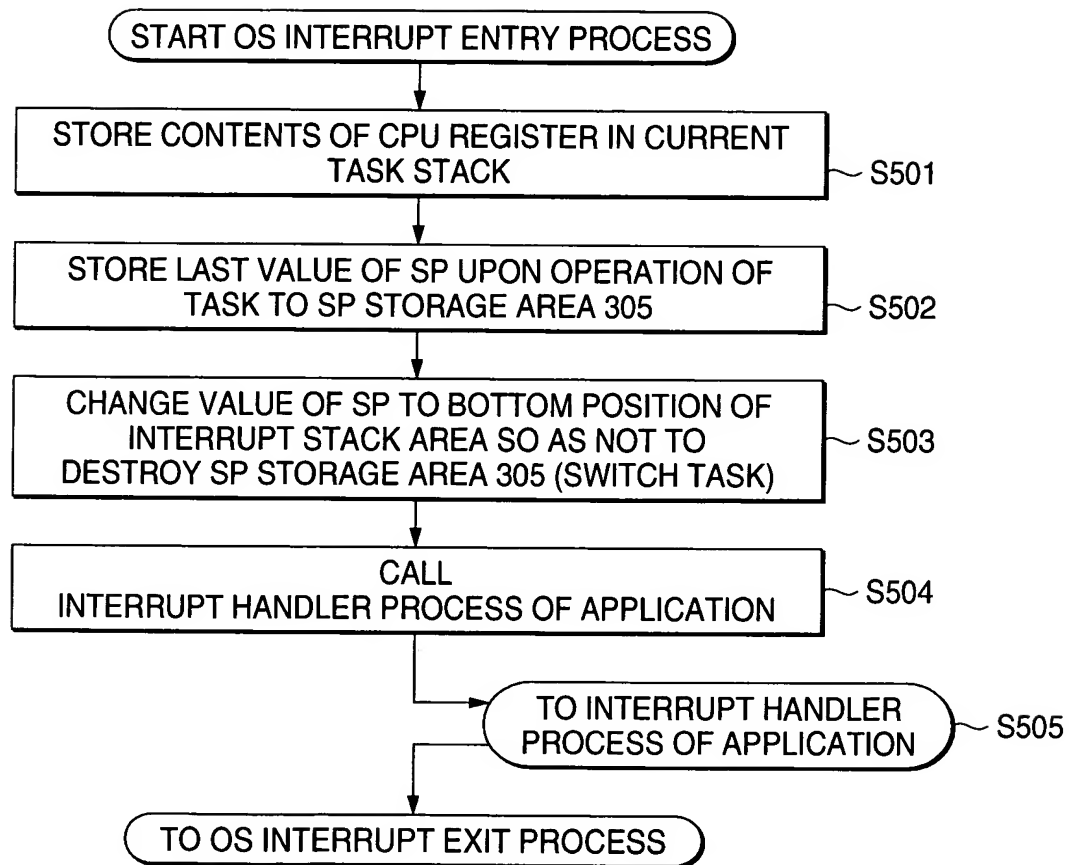 START OS INTERRUPT ENTRY PROCESS
STORE CONTENTS OF CPU REGISTER IN CURRENT
TASK STACK
S501
STORE LAST VALUE OF SP UPON OPERATION OF
TASK TO SP STORAGE AREA 305
S502
CHANGE VALUE OF SP TO BOTTOM POSITION OF
INTERRUPT STACK AREA SO AS NOT TO
DESTROY SP STORAGE AREA 305 (SWITCH TASK)
S503
CALL
INTERRUPT HANDLER PROCESS OF APPLICATION
S504
TO INTERRUPT HANDLER
PROCESS OF APPLICATION
S505
TO OS INTERRUPT EXIT PROCESS